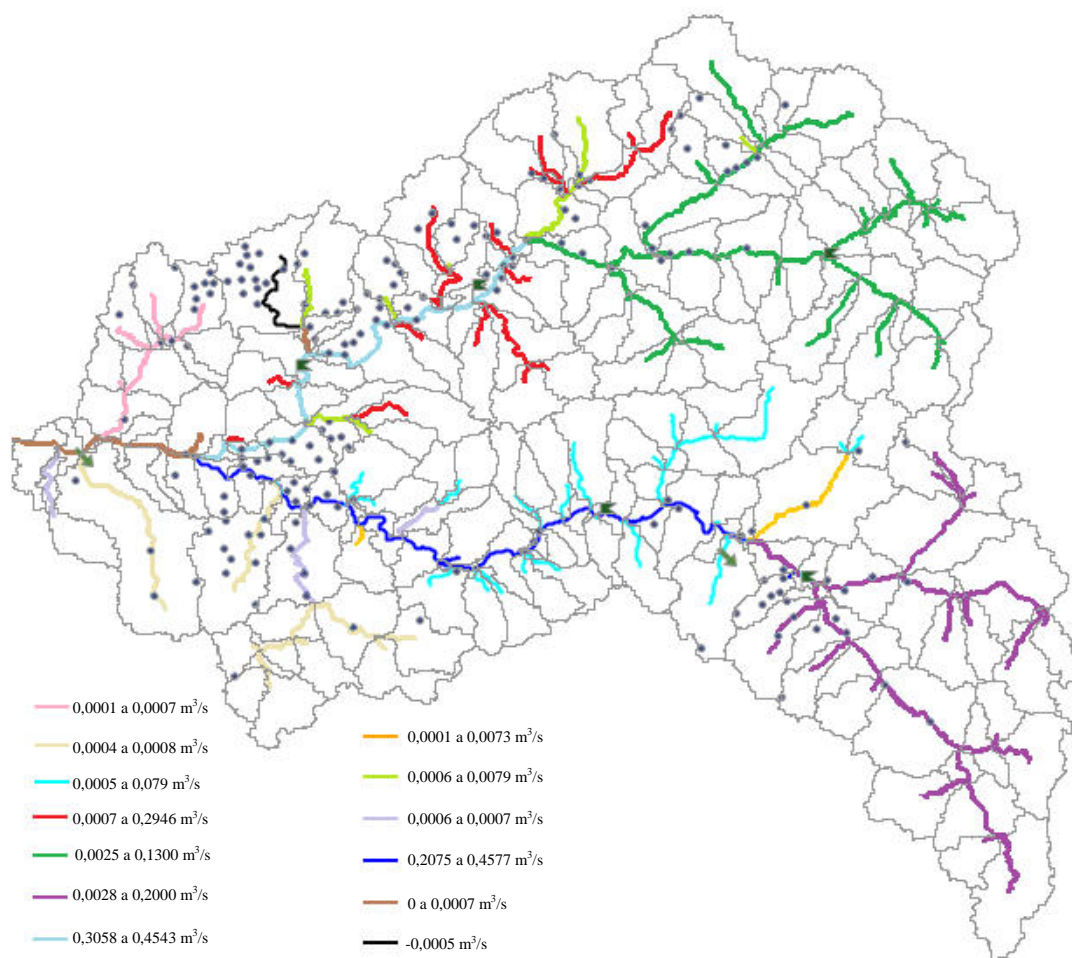 0,0001 a 0,0007 m³/s
0,0004 a 0,0008 m³/s
0,0005 a 0,079 m³/s
0,0007 a 0,2946 m³/s
0,0025 a 0,1300 m³/s
0,0028 a 0,2000 m³/s
0,3058 a 0,4543 m³/s
0,0001 a 0,0073 m³/s
0,0006 a 0,0079 m³/s
0,0006 a 0,0007 m³/s
0,2075 a 0,4577 m³/s
0 a 0,0007 m³/s
-0,0005 m³/s